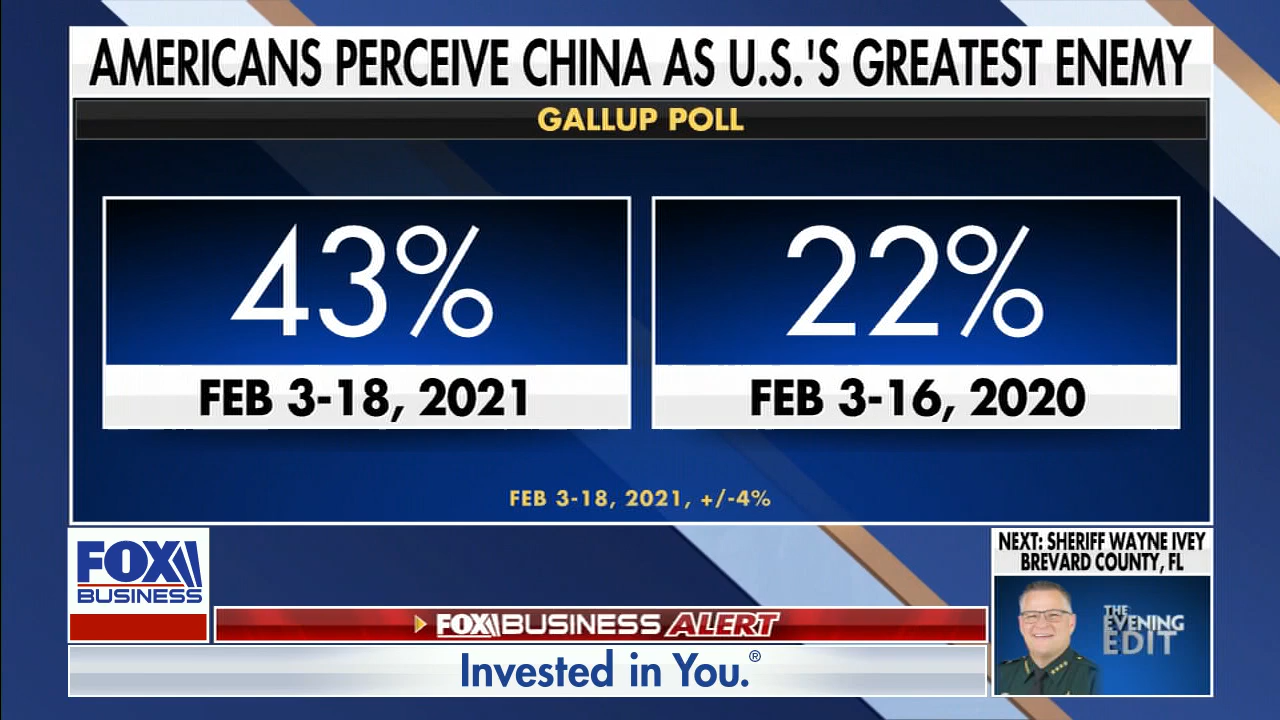 AMERICANS PERCEIVE CHINA AS U.S.'S GREATEST ENEMY
GALLUP POLL
43%
FEB 3-18, 2021
22%
FEB 3-16, 2020
FEB 3-18, 2021, +/-4%
FOX
BUSINESS
FOX BUSINESS ALERT
Invested in You.®
NEXT: SHERIFF WAYNE IVEY
BREVARD COUNTY, FL
THE
EVENING
EDIT